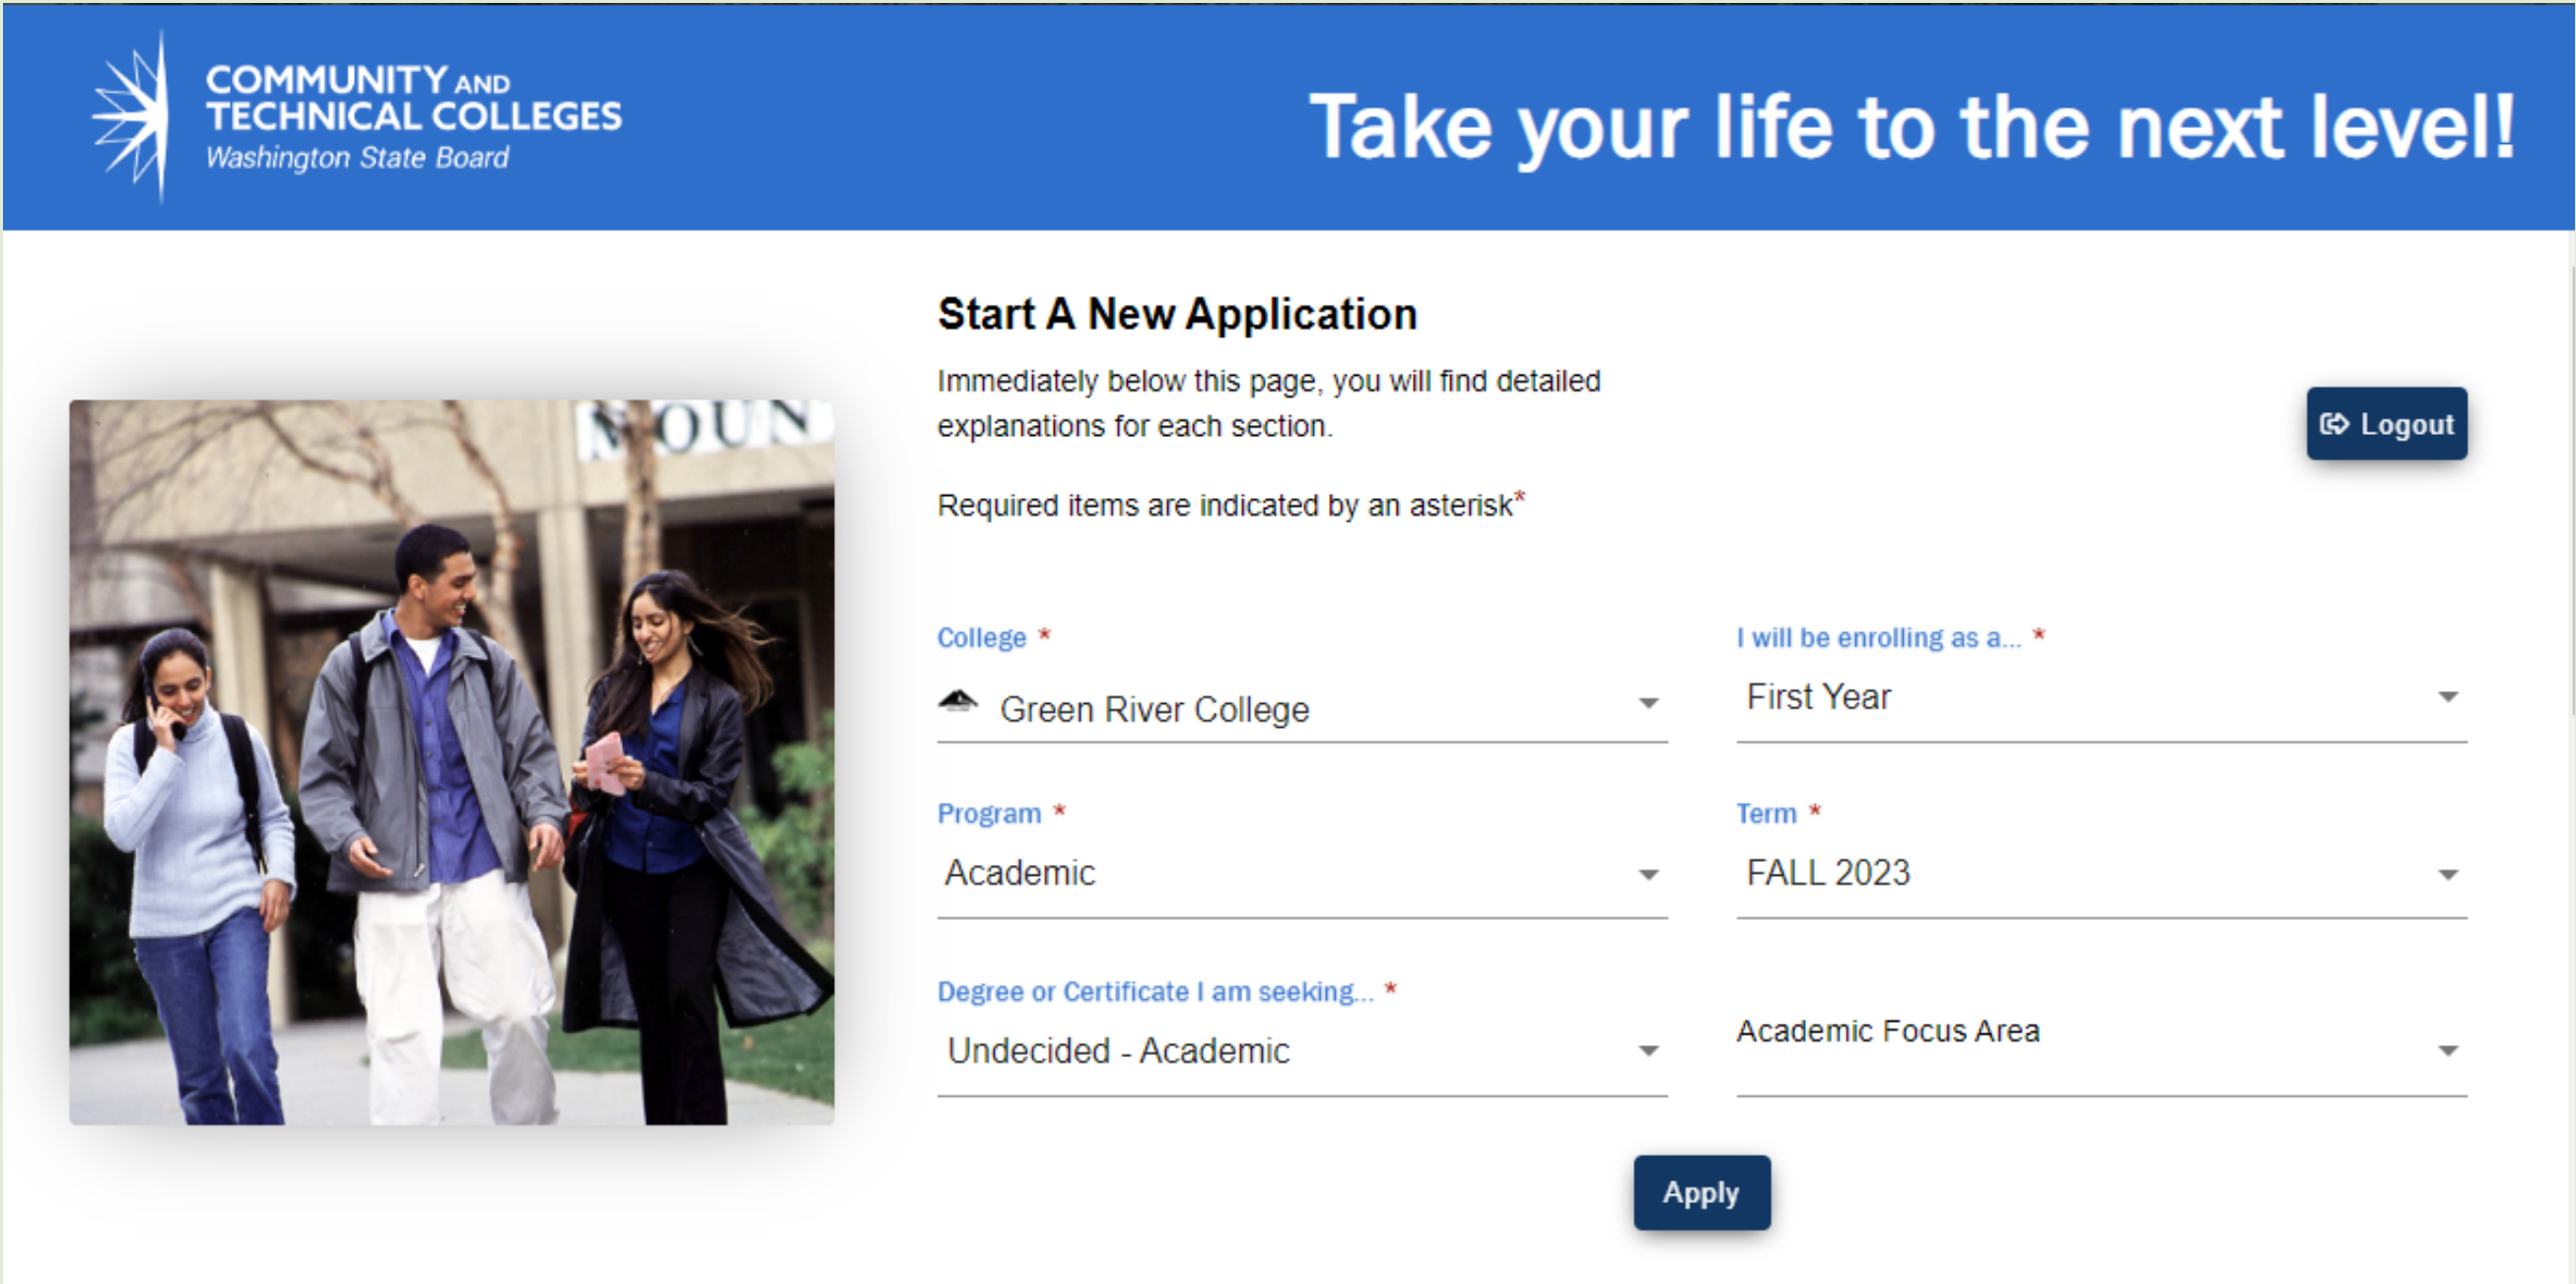 COMMUNITY AND
TECHNICAL COLLEGES
Washington State Board
Take your life to the next level!
MOUN
Start A New Application
Immediately below this page, you will find detailed
explanations for each section.
Logout
Required items are indicated by an asterisk*
College *
I will be enrolling as a... *
Green River College
First Year
Program *
Term *
Academic
FALL 2023
Degree or Certificate I am seeking... *
Undecided - Academic
Academic Focus Area
Apply